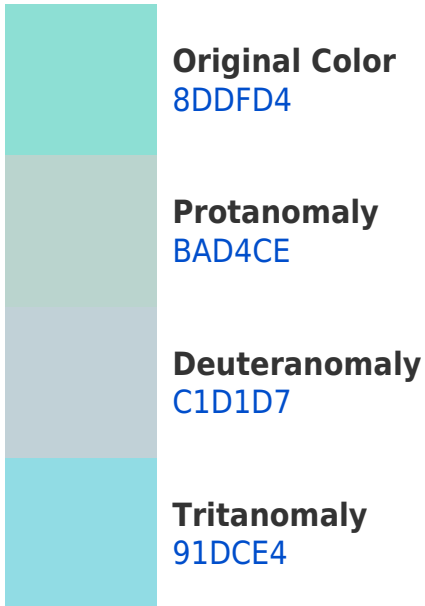 Original Color
8DDFD4
Protanomaly
BAD4CE
Deuteranomaly
C1D1D7
Tritanomaly
91DCE4